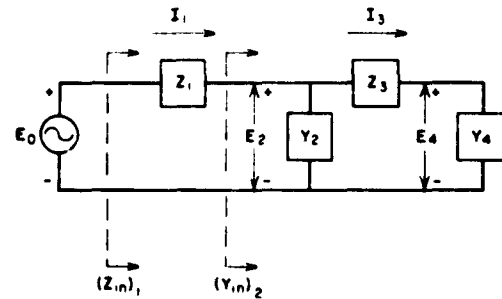 I₁ I₃
+ Z₁ + Z₃ +
E₀ E₂ Y₂ E₄ Y₄
- - -
(Zin)₁ (Yin)₂